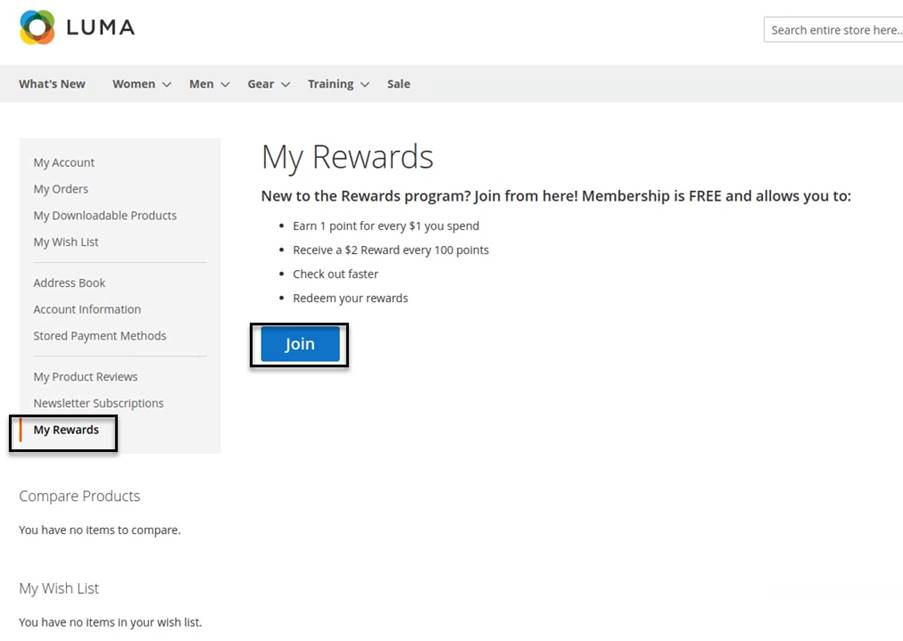 LUMA
Search entire store here...
What's New Women Men Gear Training Sale
My Account
My Orders
My Downloadable Products
My Wish List
Address Book
Account Information
Stored Payment Methods
My Product Reviews
Newsletter Subscriptions
My Rewards
My Rewards
New to the Rewards program? Join from here! Membership is FREE and allows you to:
• Earn 1 point for every $1 you spend
• Receive a $2 Reward every 100 points
• Check out faster
• Redeem your rewards
Join
Compare Products
You have no items to compare.
My Wish List
You have no items in your wish list.